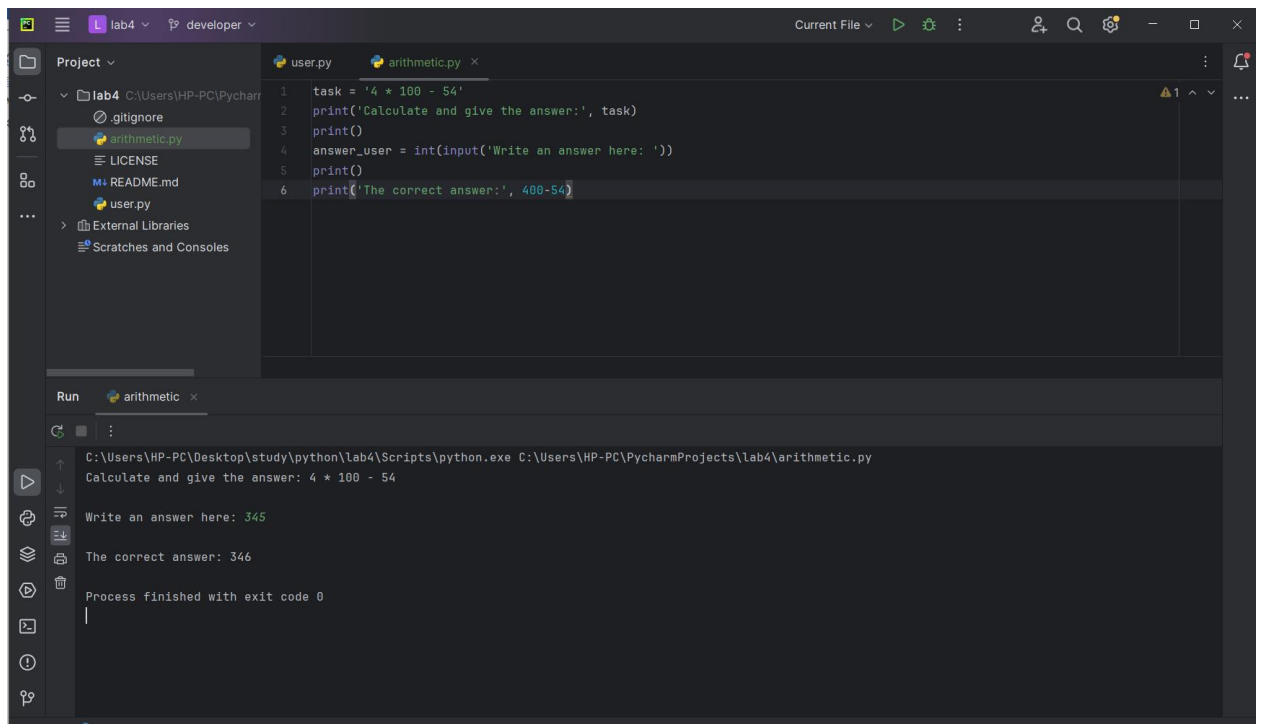 L lab4 developer Current File
Project
user.py arithmetic.py
lab4 C:\Users\HP-PC\Pycharm
.gitignore
arithmetic.py
LICENSE
M↓ README.md
user.py
External Libraries
Scratches and Consoles
1 task = '4 * 100 - 54'
2 print('Calculate and give the answer:', task)
3 print()
4 answer_user = int(input('Write an answer here: '))
5 print()
6 print('The correct answer:', 400-54)
1
Run arithmetic
C:\Users\HP-PC\Desktop\study\python\lab4\Scripts\python.exe C:\Users\HP-PC\PycharmProjects\lab4\arithmetic.py
Calculate and give the answer: 4 * 100 - 54
Write an answer here: 345
The correct answer: 346
Process finished with exit code 0